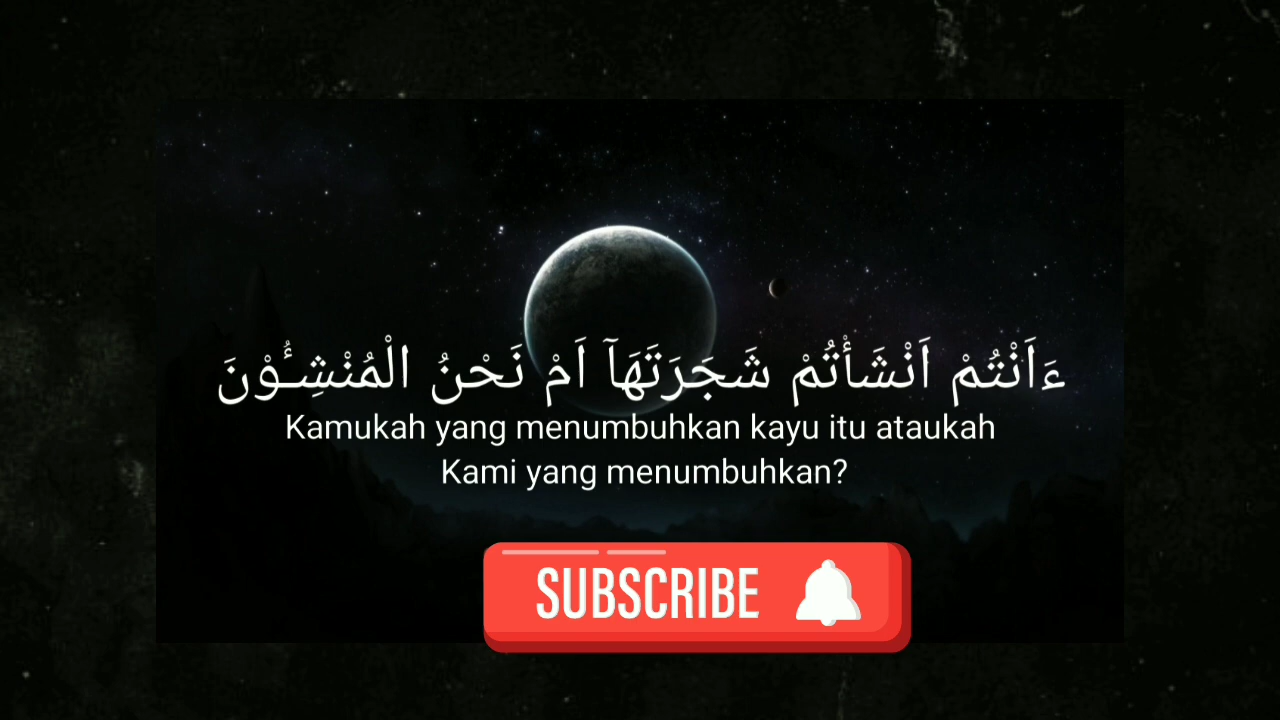 ءَاَنْتُمْ اَنْشَأْتُمْ شَجَرَتَهَآ اَمْ نَحْنُ الْمُنْشِـُٔوْنَ
Kamukah yang menumbuhkan kayu itu ataukah
Kami yang menumbuhkan?
SUBSCRIBE